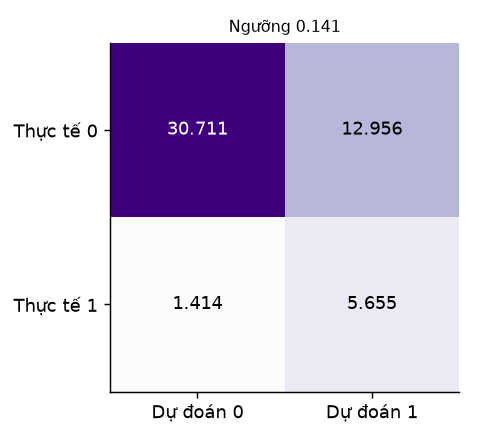 Ngưỡng 0.141
Thực tế 0
30.711
12.956
Thực tế 1
1.414
5.655
Dự đoán 0
Dự đoán 1